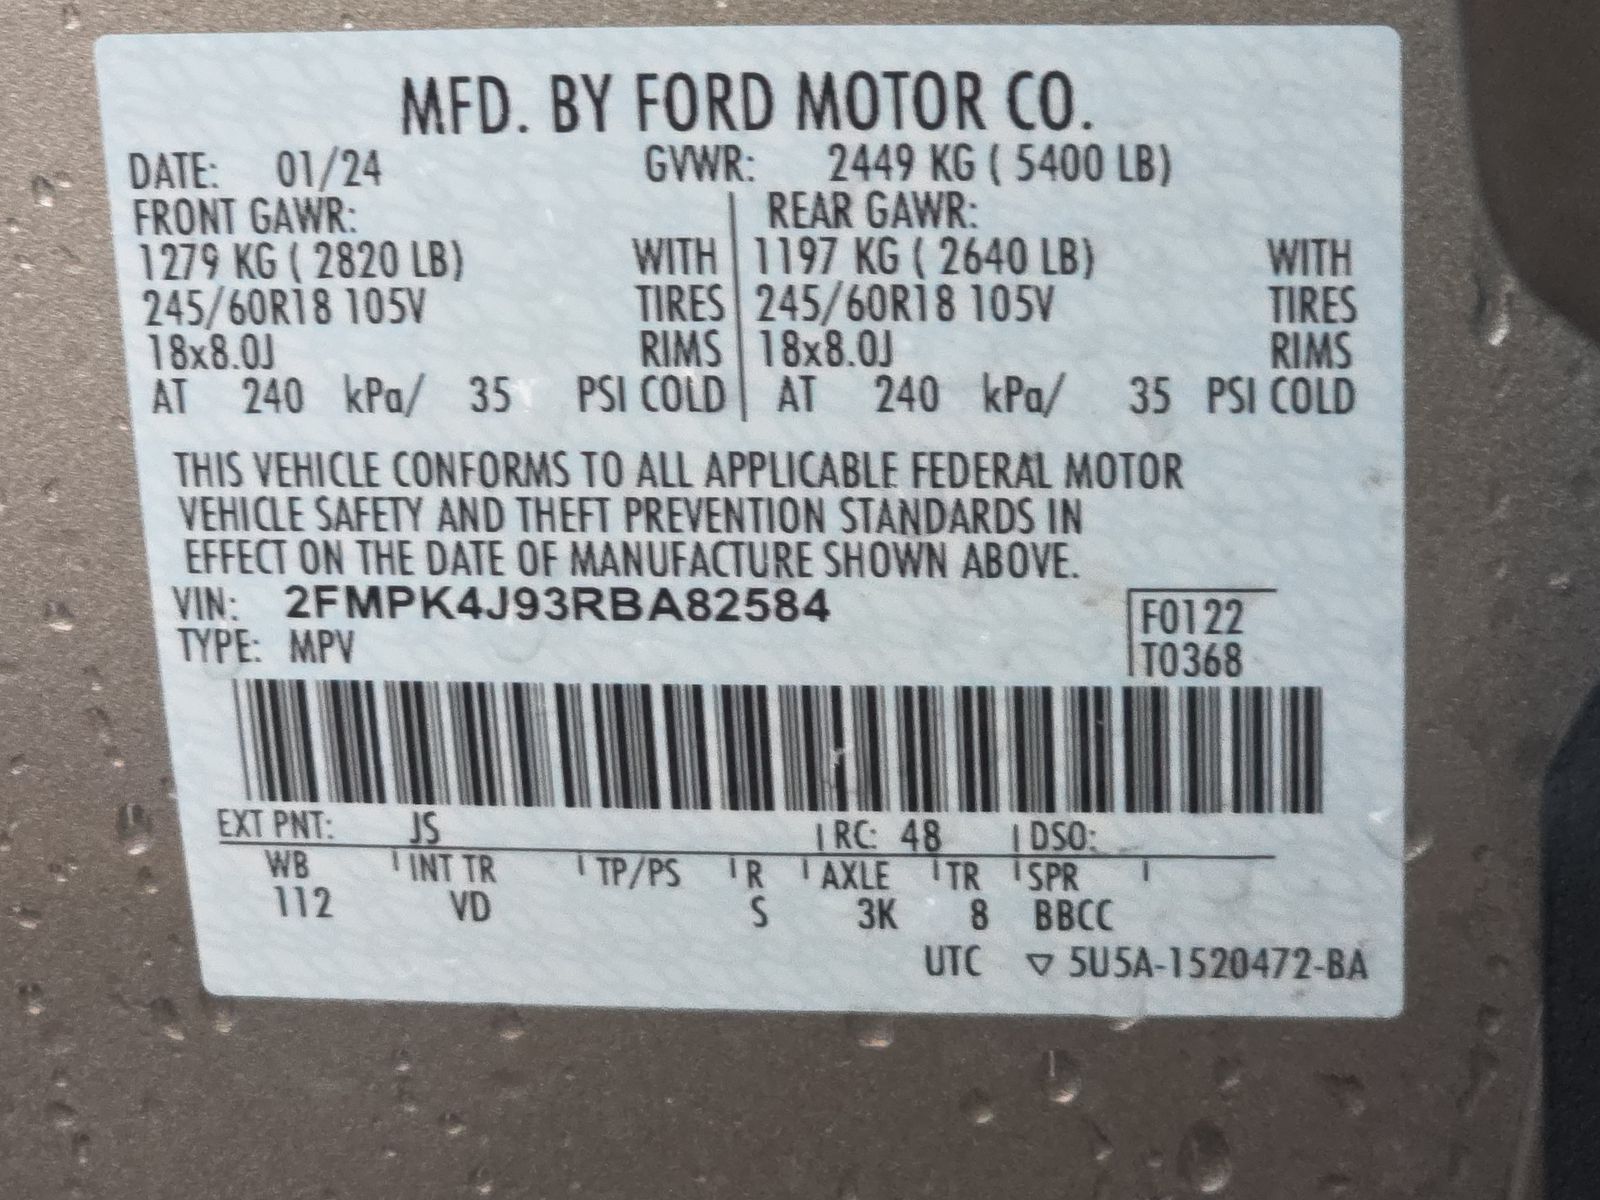 MFD. BY FORD MOTOR CO.
DATE: 01/24 GVWR: 2449 KG ( 5400 LB)
FRONT GAWR: REAR GAWR:
1279 KG ( 2820 LB) WITH 1197 KG ( 2640 LB) WITH
245/60R18 105V TIRES 245/60R18 105V TIRES
18x8.0J RIMS 18x8.0J RIMS
AT 240 kPa/ 35 PSI COLD AT 240 kPa/ 35 PSI COLD
THIS VEHICLE CONFORMS TO ALL APPLICABLE FEDERAL MOTOR
VEHICLE SAFETY AND THEFT PREVENTION STANDARDS IN
EFFECT ON THE DATE OF MANUFACTURE SHOWN ABOVE.
VIN: 2FMPK4J93RBA82584 F0122
TYPE: MPV T0368
EXT PNT: JS RC: 48 DSO:
WB INT TR TP/PS R AXLE TR SPR
112 VD S 3K 8 BBCC
UTC ▽ 5U5A-1520472-BA